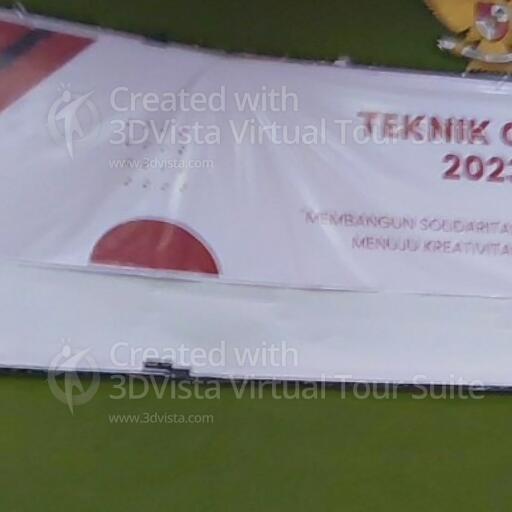 Created with
3DVista Virtual Tour Suite
www.3dvista.com
TEKNIK
2023
MEMBANGUN SOLIDARITA
MENUJU KREATIVITA
Created with
3DVista Virtual Tour Suite
www.3dvista.com